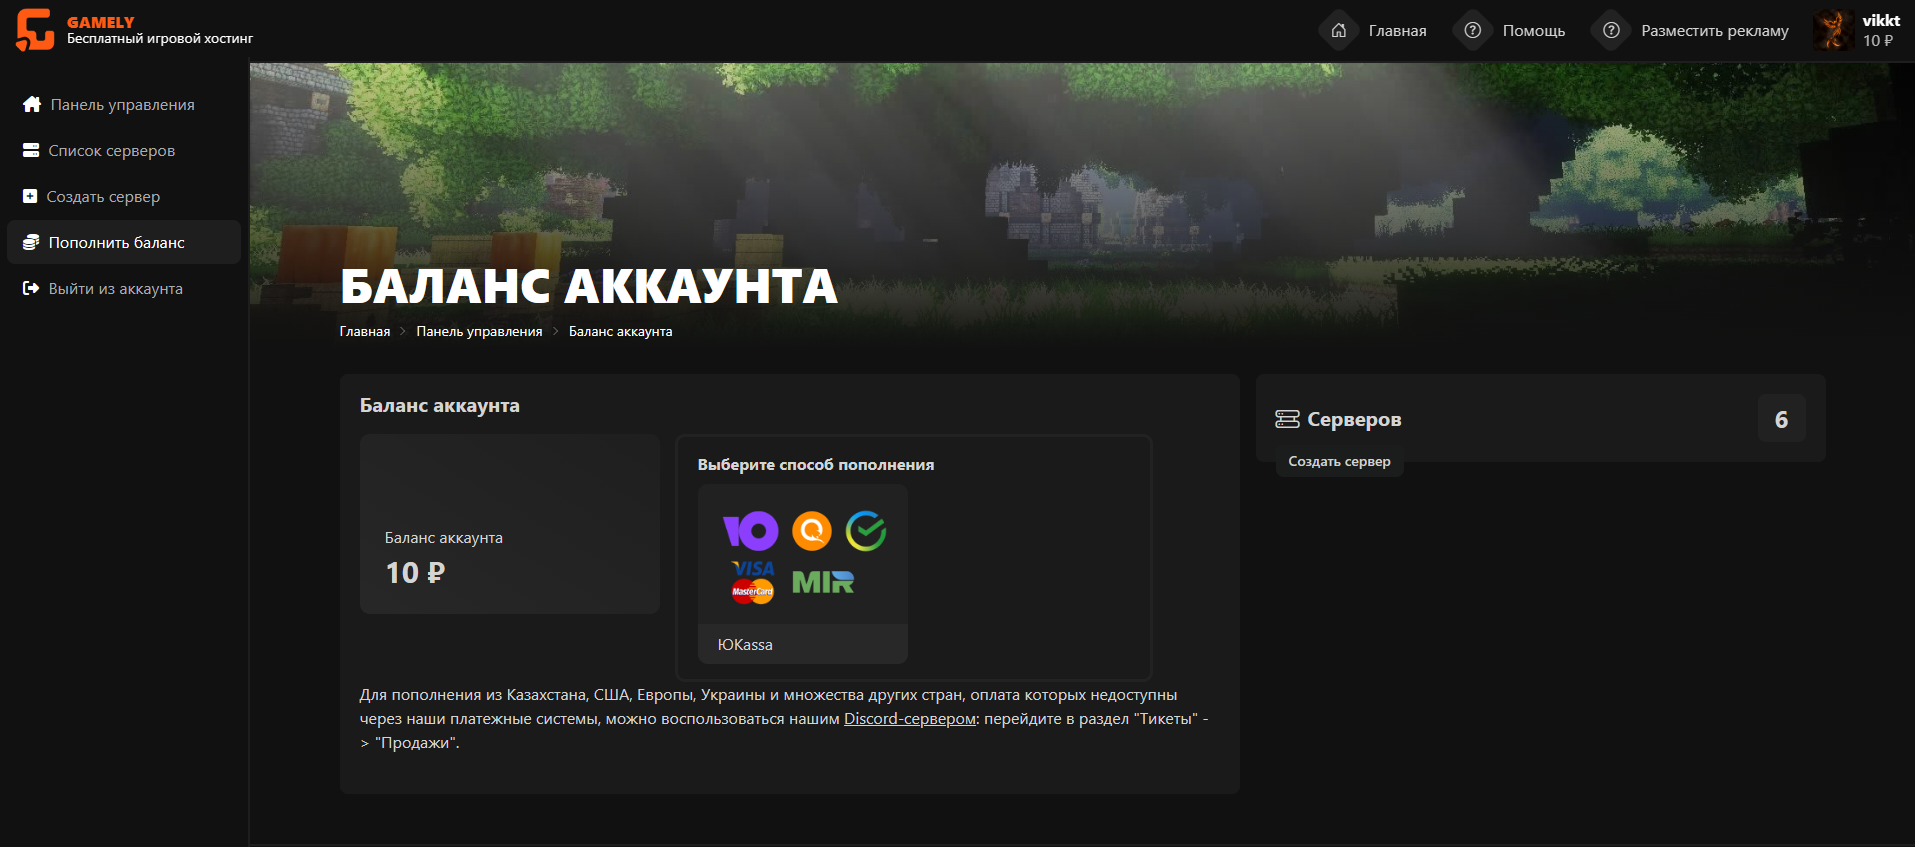 GAMELY
Бесплатный игровой хостинг
Главная
Помощь
Разместить рекламу
vikkt
10 ₽
Панель управления
Список серверов
Создать сервер
Пополнить баланс
Выйти из аккаунта
БАЛАНС АККАУНТА
Главная > Панель управления > Баланс аккаунта
Баланс аккаунта
Баланс аккаунта
10 ₽
Выберите способ пополнения
VISA
MasterCard
MIR
ЮKassa
Для пополнения из Казахстана, США, Европы, Украины и множества других стран, оплата которых недоступны
через наши платежные системы, можно воспользоваться нашим Discord-сервером: перейдите в раздел "Тикеты" -
> "Продажи".
Серверов
6
Создать сервер